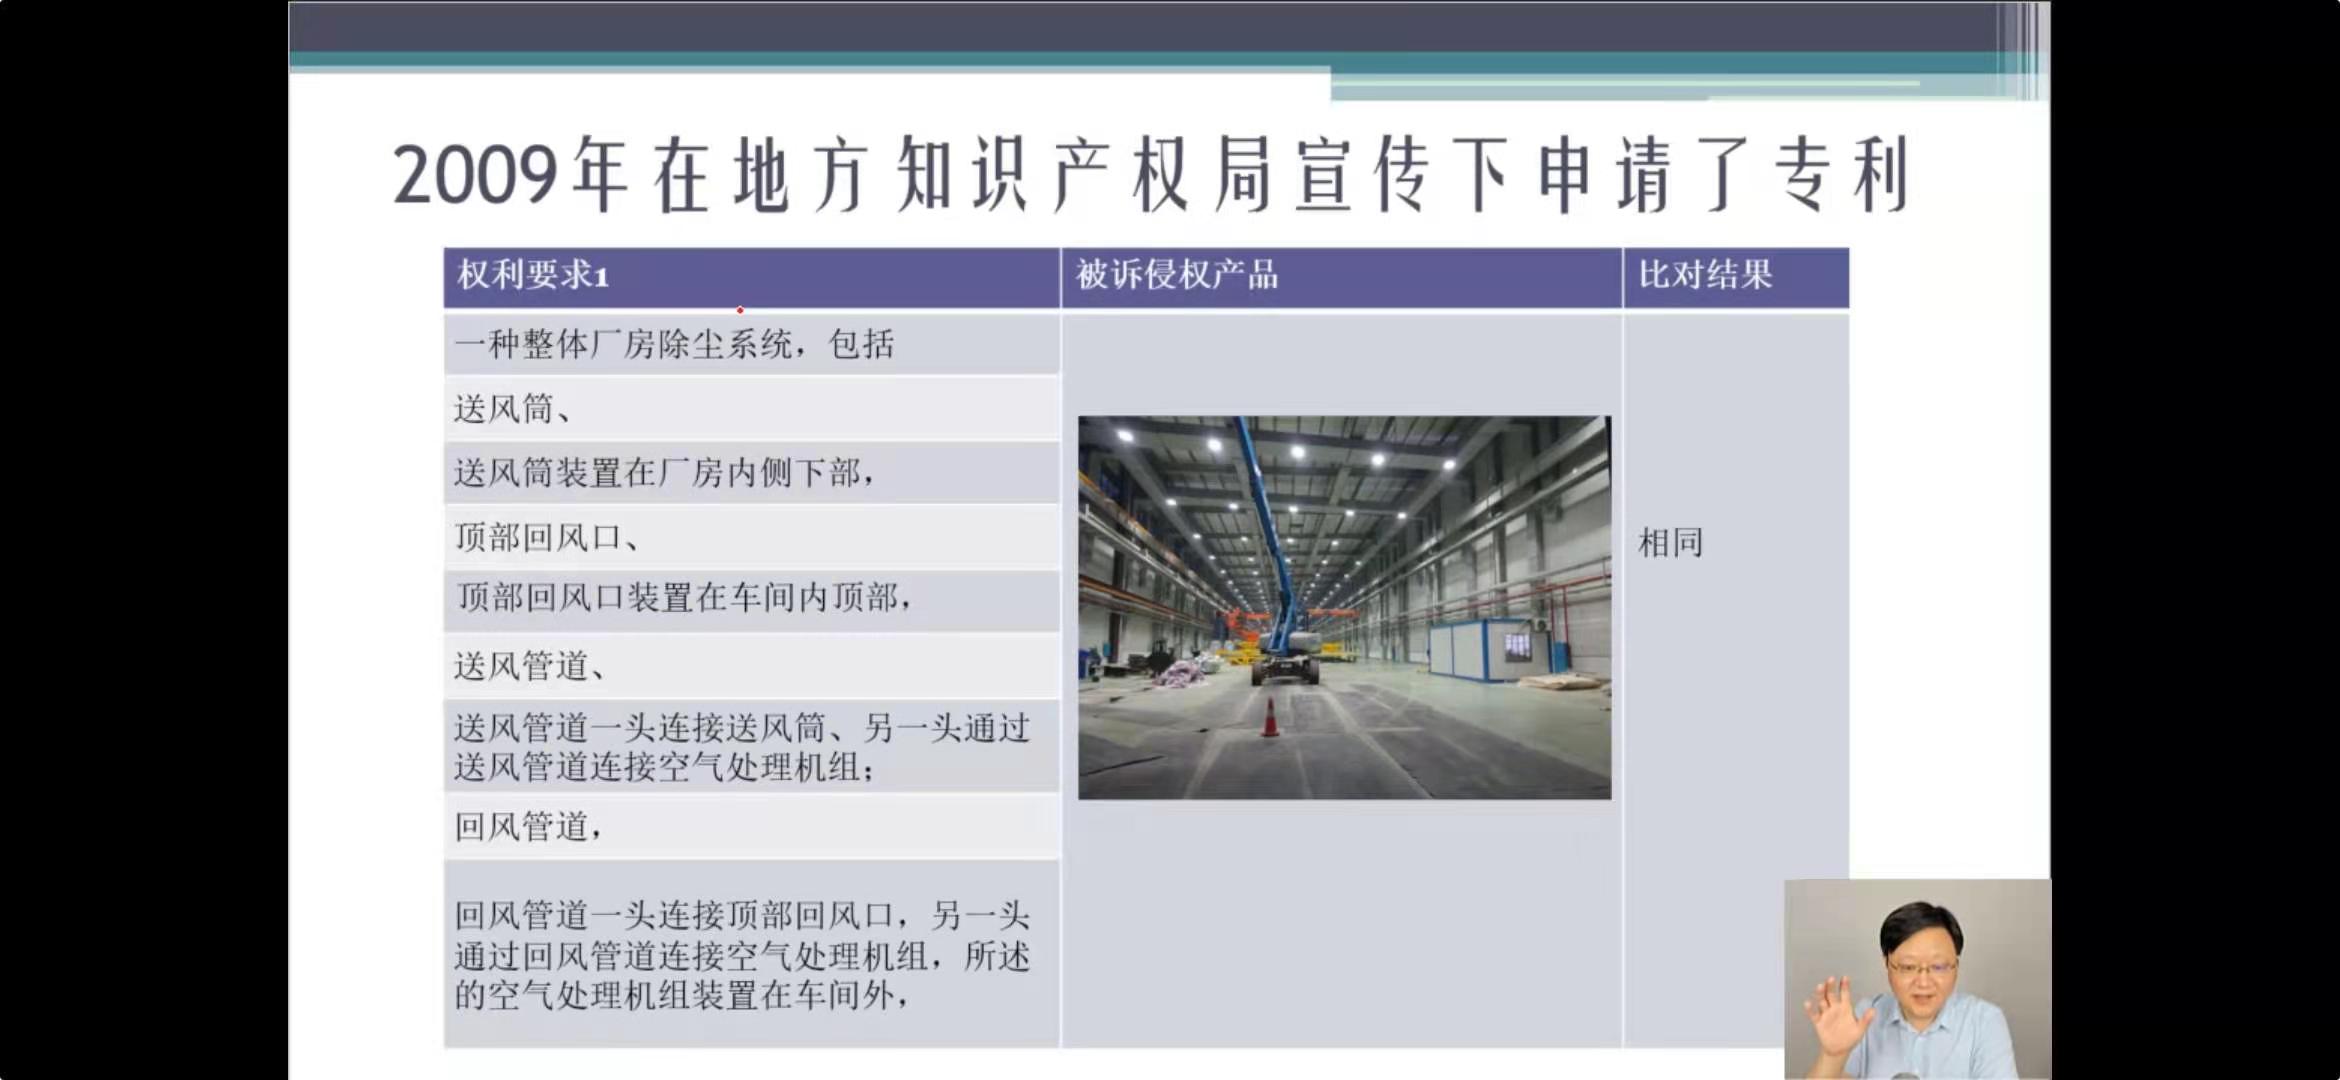 2009年在地方知识产权局宣传下申请了专利
权利要求1
被诉侵权产品
比对结果
一种整体厂房除尘系统，包括
送风筒、
送风筒装置在厂房内侧下部，
顶部回风口、
顶部回风口装置在车间内顶部，
送风管道、
送风管道一头连接送风筒、另一头通过
送风管道连接空气处理机组；
回风管道，
回风管道一头连接顶部回风口，另一头
通过回风管道连接空气处理机组，所述
的空气处理机组装置在车间外，
相同